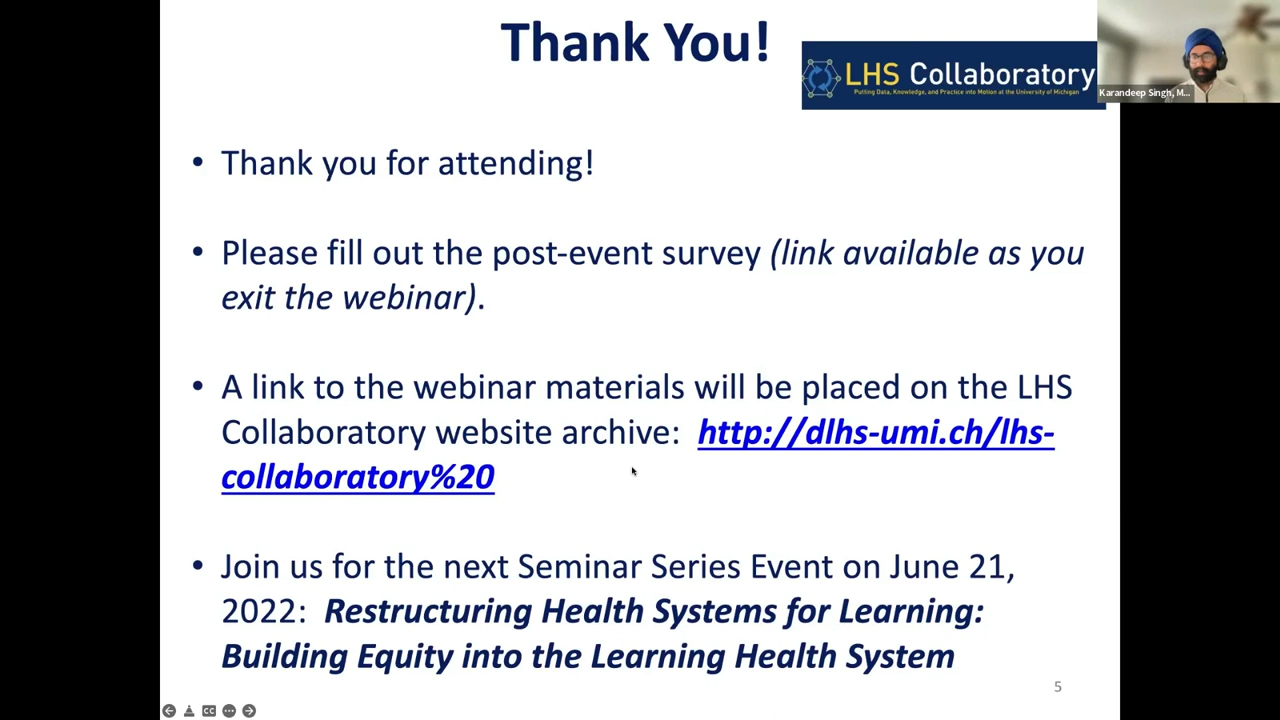 Thank You!
LHS Collaboratory
Putting Data, Knowledge, and Practice into Motion at the University of Michigan
Karandeep Singh, M...
• Thank you for attending!
• Please fill out the post-event survey (link available as you
exit the webinar).
• A link to the webinar materials will be placed on the LHS
Collaboratory website archive: http://dlhs-umi.ch/lhs-
collaboratory%20
• Join us for the next Seminar Series Event on June 21,
2022: Restructuring Health Systems for Learning:
Building Equity into the Learning Health System
5
CC